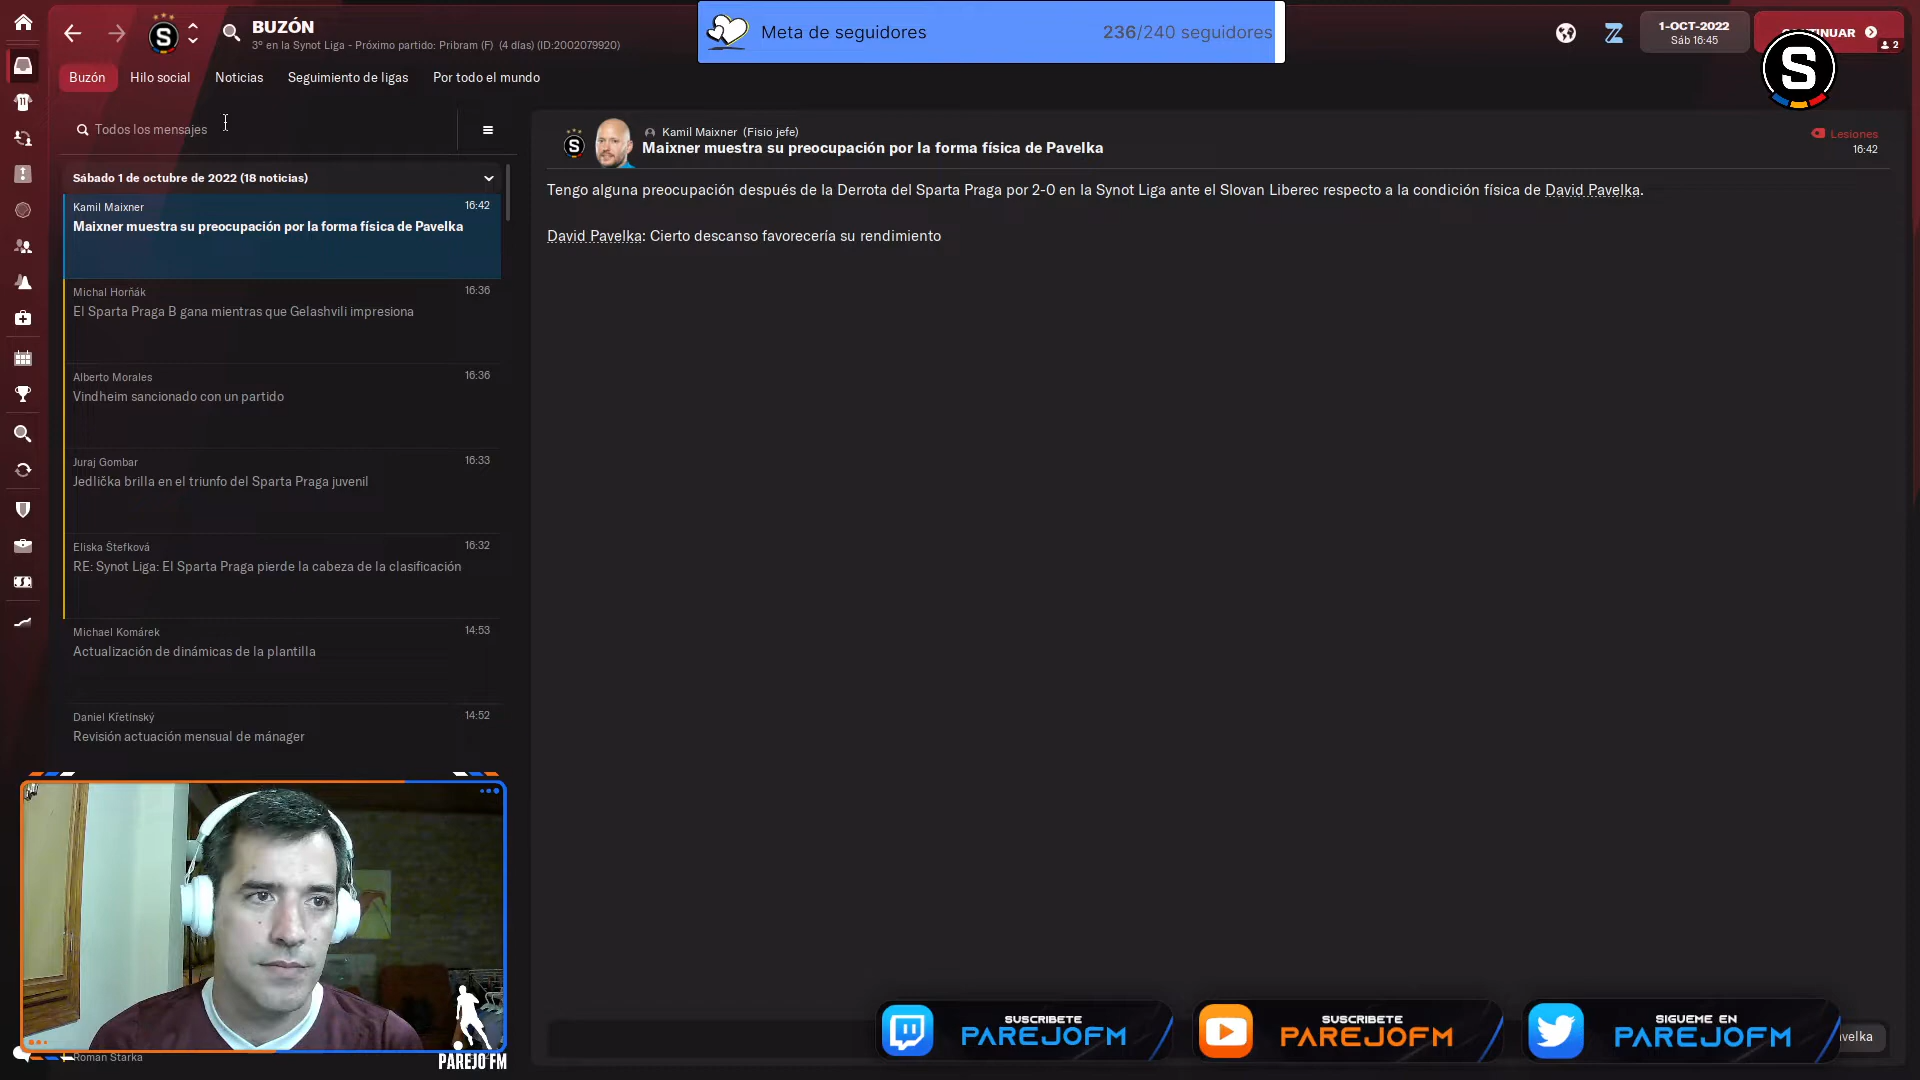 BUZÓN
3º en la Synot Liga - Próximo partido: Pribram (F) (4 días) (ID:2002079920)
Meta de seguidores
236/240 seguidores
1-OCT-2022
Sáb 16:45
2
S
Buzón
Hilo social
Noticias
Seguimiento de ligas
Por todo el mundo
Todos los mensajes
Sábado 1 de octubre de 2022 (18 noticias)
Kamil Maixner
16:42
Maixner muestra su preocupación por la forma física de Pavelka
Michal Horňák
16:36
El Sparta Praga B gana mientras que Gelashvili impresiona
Alberto Morales
16:36
Vindheim sancionado con un partido
Juraj Gombar
16:33
Jedlička brilla en el triunfo del Sparta Praga juvenil
Eliska Štefková
16:32
RE: Synot Liga: El Sparta Praga pierde la cabeza de la clasificación
Michael Komárek
14:53
Actualización de dinámicas de la plantilla
Daniel Křetínský
14:52
Revisión actuación mensual de mánager
Roman Starka
PAREJO FM
Kamil Maixner (Fisio jefe)
Maixner muestra su preocupación por la forma física de Pavelka
Lesiones
16:42
Tengo alguna preocupación después de la Derrota del Sparta Praga por 2-0 en la Synot Liga ante el Slovan Liberec respecto a la condición física de David Pavelka.
David Pavelka: Cierto descanso favorecería su rendimiento
SUSCRIBETE
PAREJOFM
SUSCRIBETE
PAREJOFM
SIGUEME EN
PAREJOFM